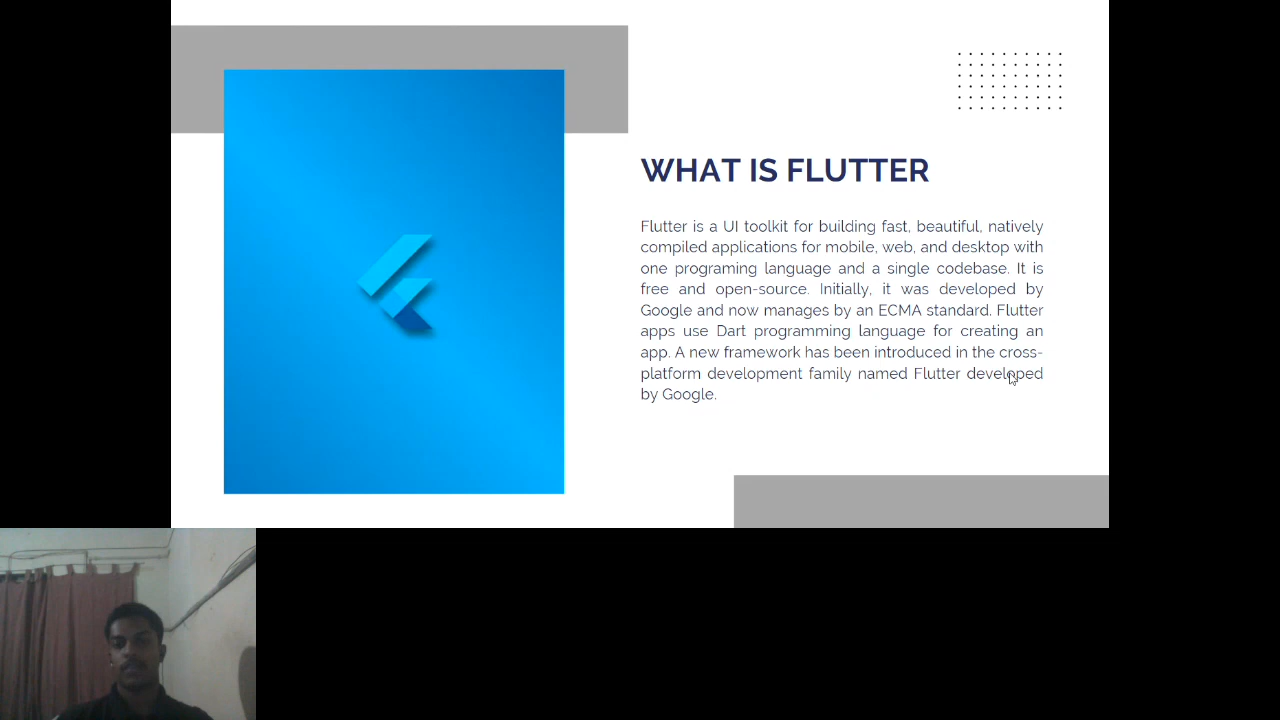 WHAT IS FLUTTER
Flutter is a UI toolkit for building fast, beautiful, natively
compiled applications for mobile, web, and desktop with
one programing language and a single codebase. It is
free and open-source. Initially, it was developed by
Google and now manages by an ECMA standard. Flutter
apps use Dart programming language for creating an
app. A new framework has been introduced in the cross-
platform development family named Flutter developed
by Google.